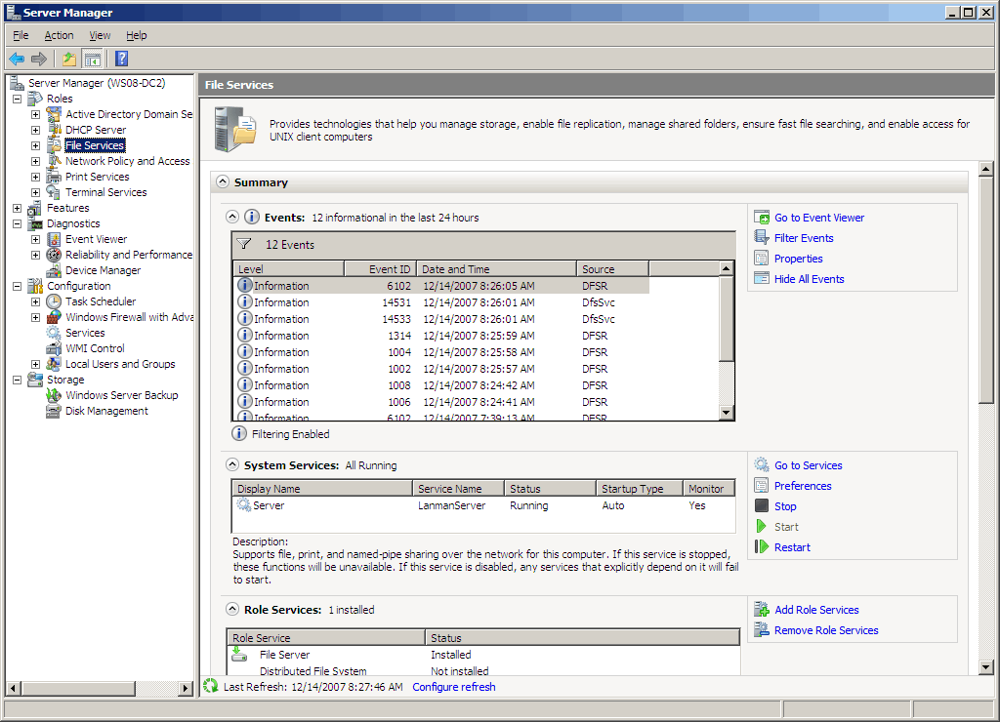 Server Manager
File Action View Help
Server Manager (WS08-DC2)
Roles
Active Directory Domain Se
DHCP Server
File Services
Network Policy and Access
Print Services
Terminal Services
Features
Diagnostics
Event Viewer
Reliability and Performance
Device Manager
Configuration
Task Scheduler
Windows Firewall with Adva
Services
WMI Control
Local Users and Groups
Storage
Windows Server Backup
Disk Management
File Services
Provides technologies that help you manage storage, enable file replication, manage shared folders, ensure fast file searching, and enable access for
UNIX client computers
Summary
Events: 12 informational in the last 24 hours
12 Events
Level Event ID Date and Time Source
Information 6102 12/14/2007 8:26:05 AM DFSR
Information 14531 12/14/2007 8:26:01 AM DfsSvc
Information 14533 12/14/2007 8:26:01 AM DfsSvc
Information 1314 12/14/2007 8:25:59 AM DFSR
Information 1004 12/14/2007 8:25:58 AM DFSR
Information 1002 12/14/2007 8:25:57 AM DFSR
Information 1008 12/14/2007 8:24:42 AM DFSR
Information 1006 12/14/2007 8:24:41 AM DFSR
Information 6102 12/14/2007 7:39:13 AM DFSR
Filtering Enabled
Go to Event Viewer
Filter Events
Properties
Hide All Events
System Services: All Running
Display Name Service Name Status Startup Type Monitor
Server LanmanServer Running Auto Yes
Description:
Supports file, print, and named-pipe sharing over the network for this computer. If this service is stopped,
these functions will be unavailable. If this service is disabled, any services that explicitly depend on it will fail
to start.
Go to Services
Preferences
Stop
Start
Restart
Role Services: 1 installed
Role Service Status
File Server Installed
Distributed File System Not installed
Add Role Services
Remove Role Services
Last Refresh: 12/14/2007 8:27:46 AM Configure refresh